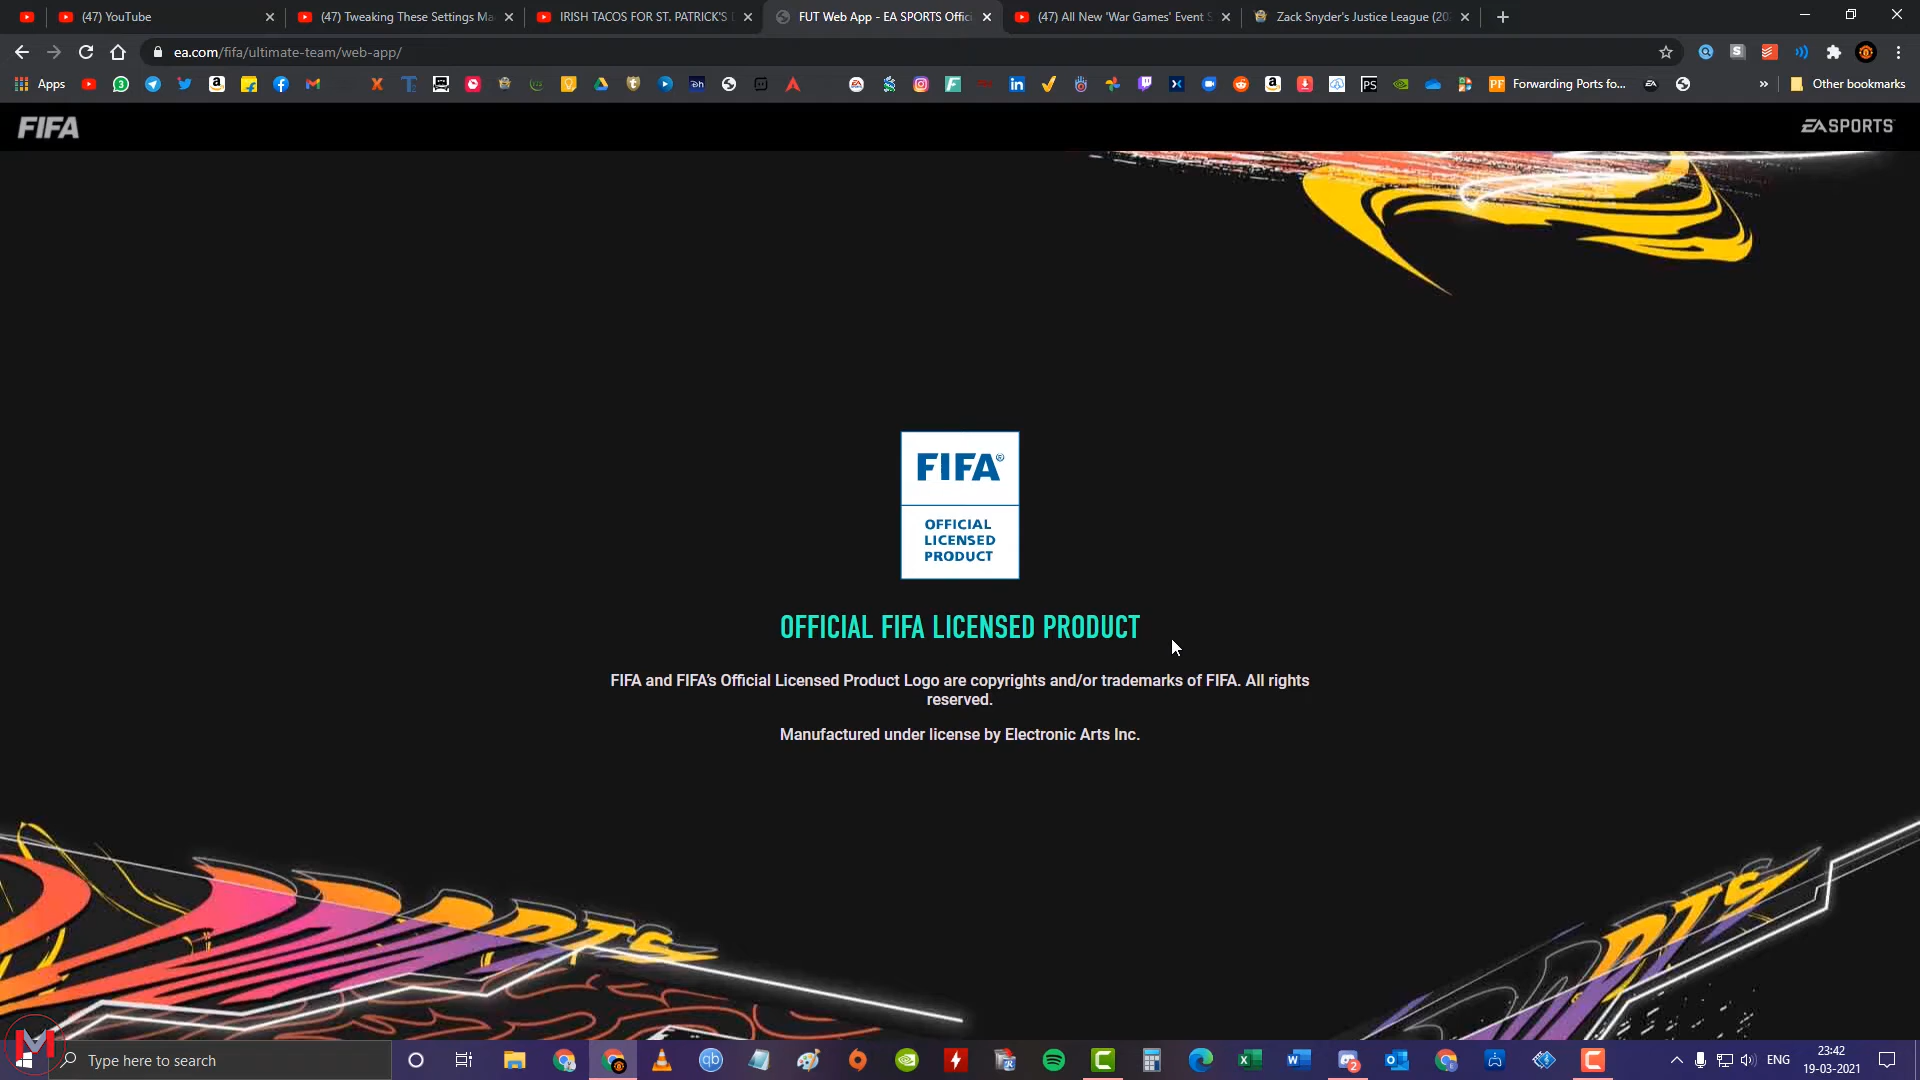 (47) YouTube
(47) Tweaking These Settings Ma
IRISH TACOS FOR ST. PATRICK'S
FUT Web App - EA SPORTS Offici
(47) All New 'War Games' Event S
Zack Snyder's Justice League (20
ea.com/fifa/ultimate-team/web-app/
Apps
Forwarding Ports fo...
Other bookmarks
FIFA
EA SPORTS
FIFA®
OFFICIAL
LICENSED
PRODUCT
OFFICIAL FIFA LICENSED PRODUCT
FIFA and FIFA's Official Licensed Product Logo are copyrights and/or trademarks of FIFA. All rights
reserved.
Manufactured under license by Electronic Arts Inc.
Type here to search
ENG
23:42
19-03-2021